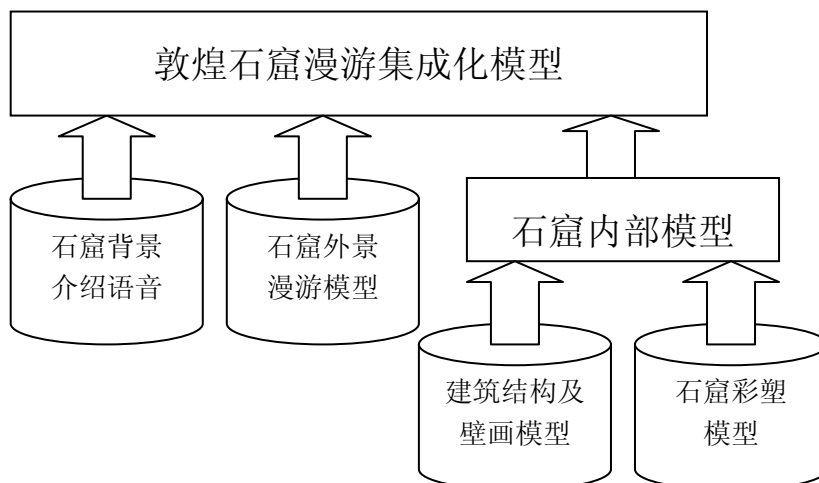 敦煌石窟漫游集成化模型
石窟背景
介绍语音
石窟外景
漫游模型
石窟内部模型
建筑结构及
壁画模型
石窟彩塑
模型